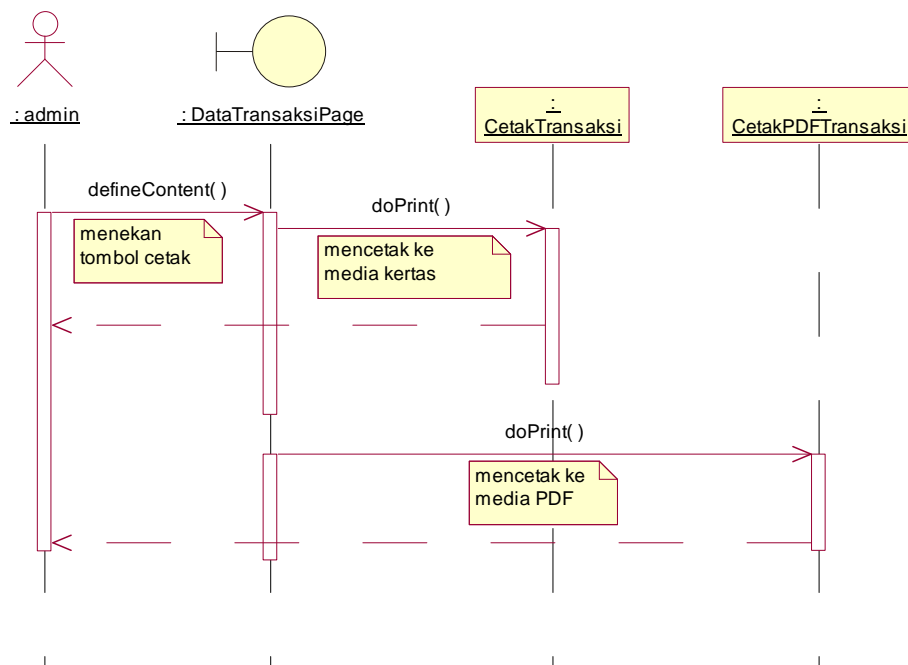 : admin
: DataTransaksiPage
:
CetakTransaksi
:
CetakPDFTransaksi
defineContent( )
menekan
tombol cetak
doPrint( )
mencetak ke
media kertas
doPrint( )
mencetak ke
media PDF